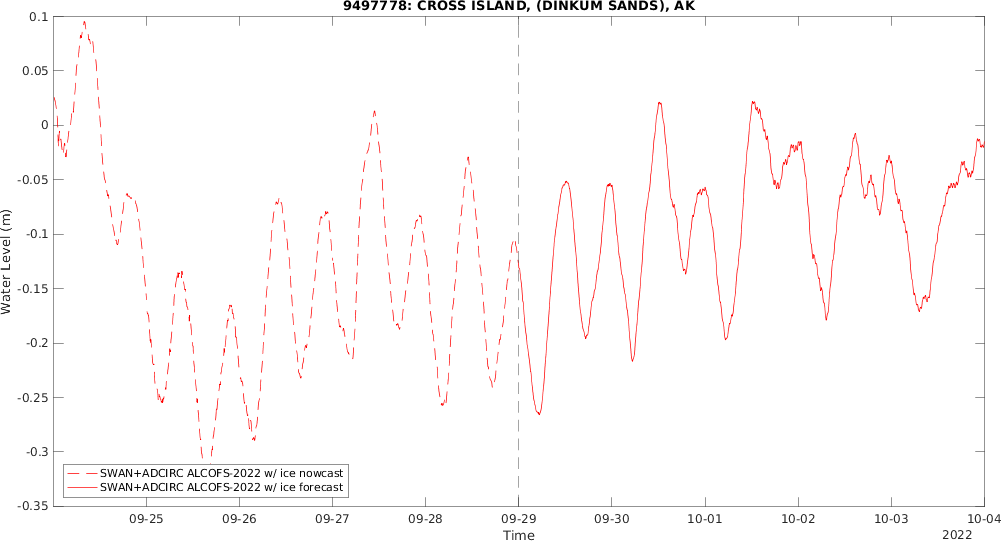 9497778: CROSS ISLAND, (DINKUM SANDS), AK
0.1
0.05
0
-0.05
-0.1
-0.15
-0.2
-0.25
-0.3
-0.35
Water Level (m)
SWAN+ADCIRC ALCOFS-2022 w/ ice nowcast
SWAN+ADCIRC ALCOFS-2022 w/ ice forecast
09-25 09-26 09-27 09-28 09-29 09-30 10-01 10-02 10-03 10-04
Time
2022